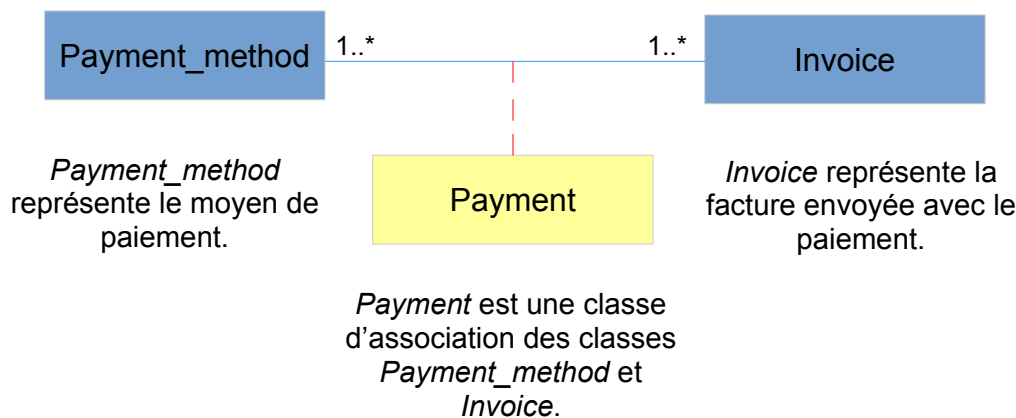 Payment_method
1..*
1..*
Invoice
Payment_method
représente le moyen de
paiement.
Payment
Invoice représente la
facture envoyée avec le
paiement.
Payment est une classe
d’association des classes
Payment_method et
Invoice.